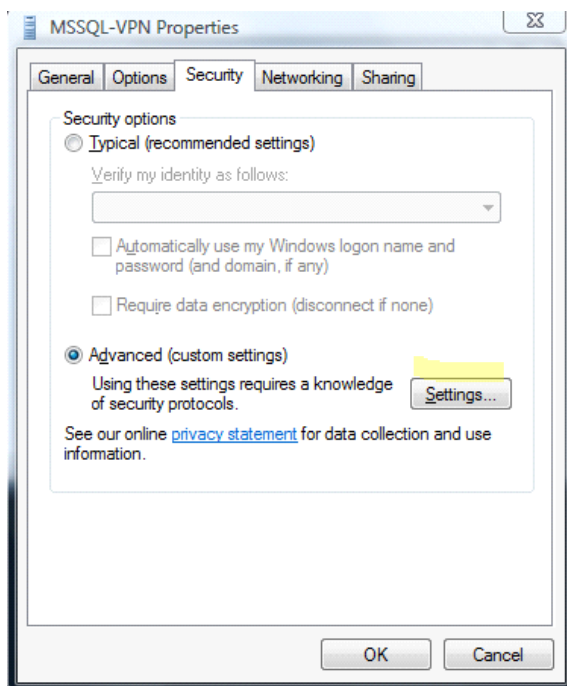 MSSQL-VPN Properties
General Options Security Networking Sharing
Security options
Typical (recommended settings)
Verify my identity as follows:
Automatically use my Windows logon name and
password (and domain, if any)
Require data encryption (disconnect if none)
Advanced (custom settings)
Using these settings requires a knowledge
of security protocols.
Settings...
See our online privacy statement for data collection and use
information.
OK Cancel